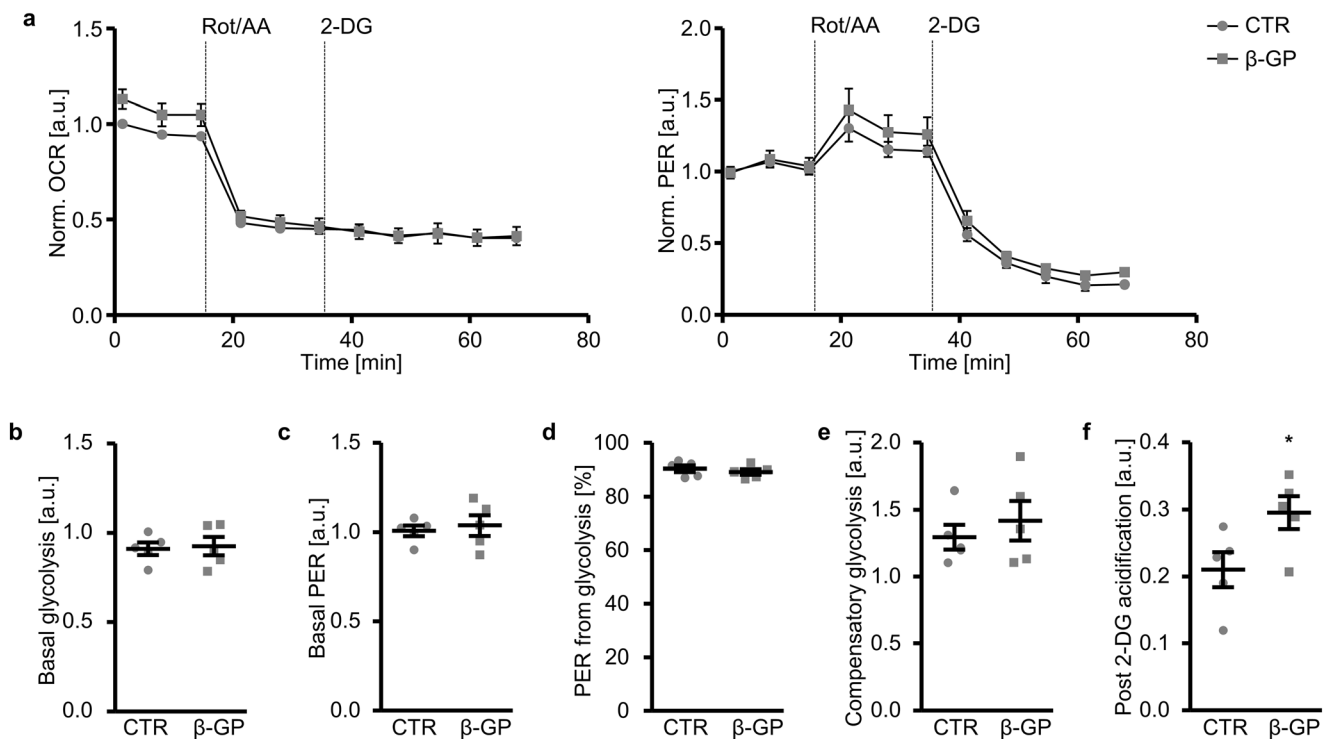 a
Rot/AA 2-DG
1.5
1.0
0.5
0.0
Norm. OCR [a.u.]
0 20 40 60 80
Time [min]
Rot/AA 2-DG
2.0
1.5
1.0
0.5
0.0
Norm. PER [a.u.]
0 20 40 60 80
Time [min]
CTR
β-GP
b
1.5
1.0
0.5
0.0
Basal glycolysis [a.u.]
CTR β-GP
c
1.5
1.0
0.5
0.0
Basal PER [a.u.]
CTR β-GP
d
100
80
60
40
20
0
PER from glycolysis [%]
CTR β-GP
e
2.0
1.5
1.0
0.5
0.0
Compensatory glycolysis [a.u.]
CTR β-GP
f
0.4
0.3
0.2
0.1
0.0
Post 2-DG acidification [a.u.]
*
CTR β-GP